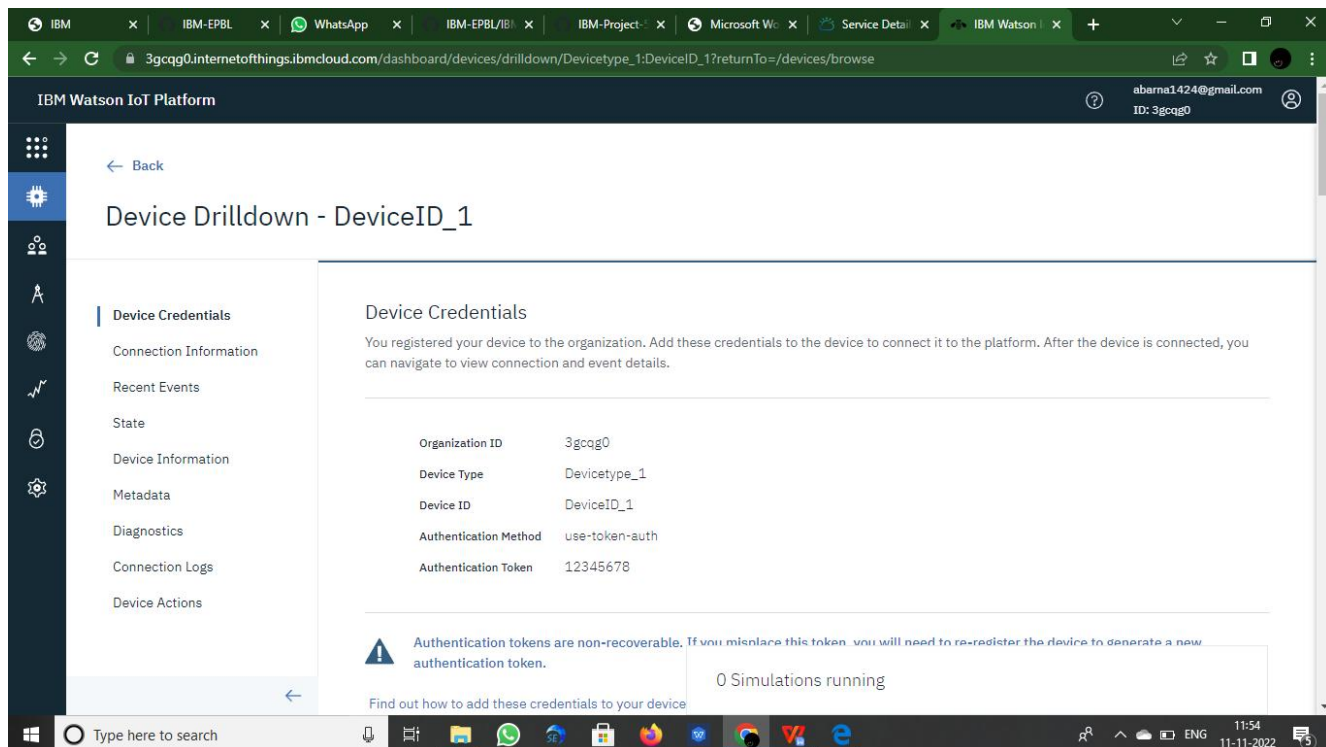 IBM
IBM-EPBL
WhatsApp
IBM-EPBL/IBM
IBM-Project-
Microsoft Wo
Service Detail
IBM Watson
3gcqg0.internetofthings.ibmcloud.com/dashboard/devices/drilldown/Devicetype_1:DeviceID_1?returnTo=/devices/browse
IBM Watson IoT Platform
abarna1424@gmail.com
ID: 3gcqg0
Back
Device Drilldown - DeviceID_1
Device Credentials
Connection Information
Recent Events
State
Device Information
Metadata
Diagnostics
Connection Logs
Device Actions
Device Credentials
You registered your device to the organization. Add these credentials to the device to connect it to the platform. After the device is connected, you
can navigate to view connection and event details.
Organization ID 3gcqg0
Device Type Devicetype_1
Device ID DeviceID_1
Authentication Method use-token-auth
Authentication Token 12345678
Authentication tokens are non-recoverable. If you misplace this token, you will need to re-register the device to generate a new
authentication token.
Find out how to add these credentials to your device
0 Simulations running
Type here to search
ENG
11:54
11-11-2022
5